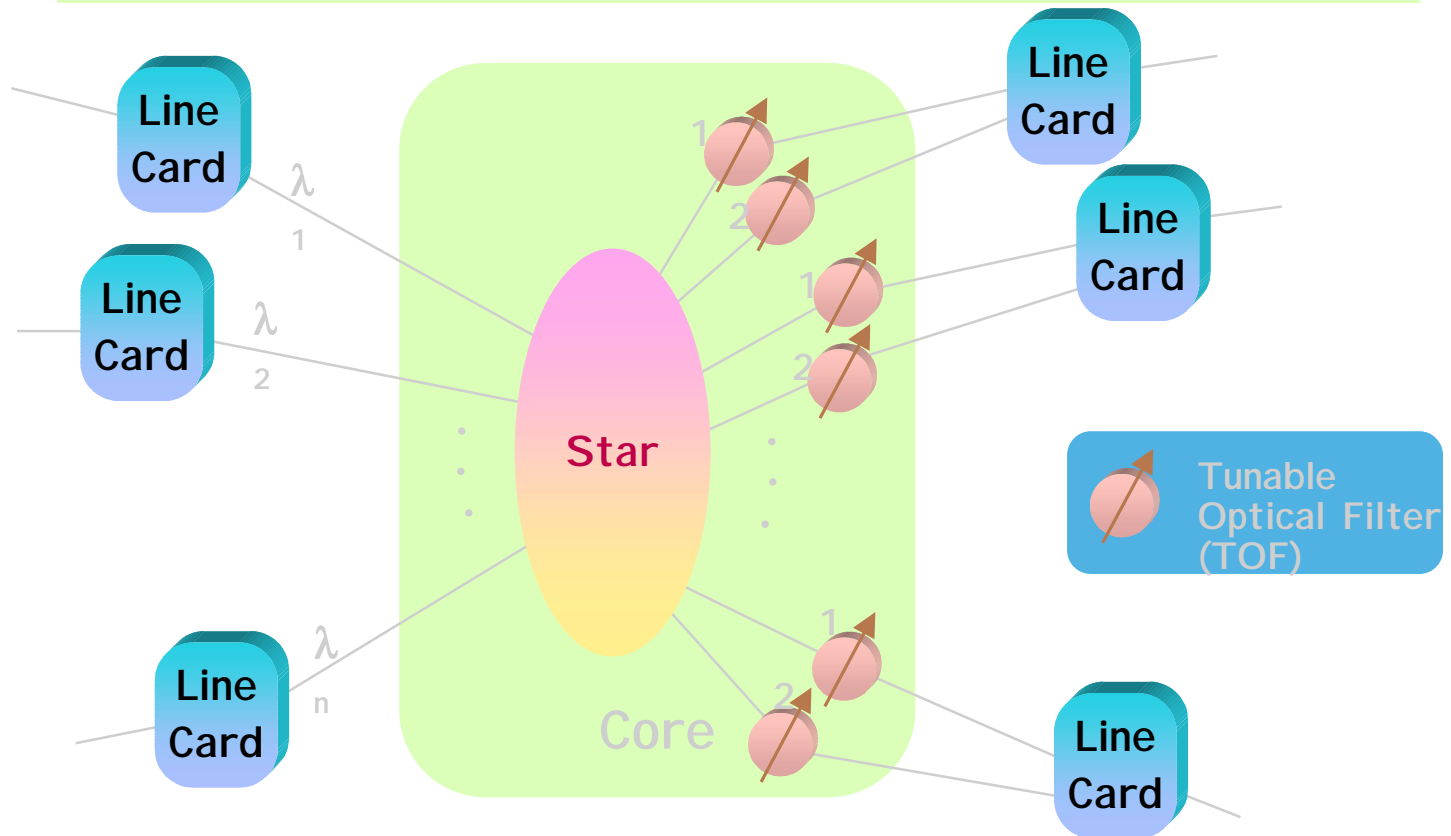 Line
Card
Line
Card
λ
1
1
2
Line
Card
Line
Card
λ
2
1
2
Star
Tunable
Optical Filter
(TOF)
Line
Card
λ
n
1
2
Core
Line
Card